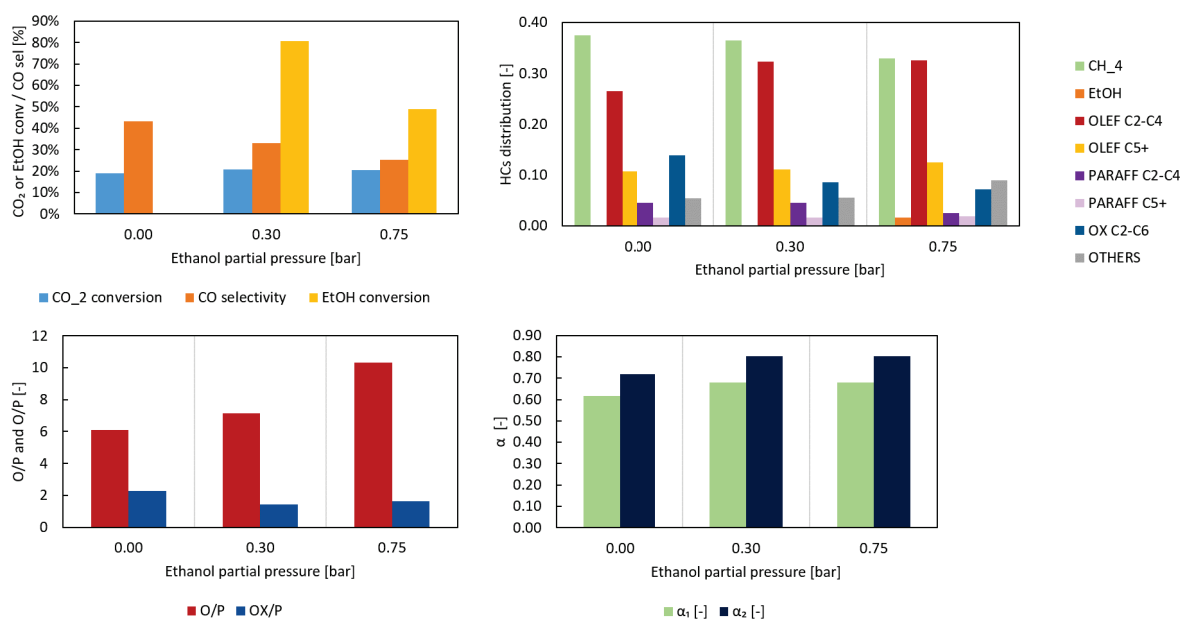 CO₂ or EtOH conv / CO sel [%]
90%
80%
70%
60%
50%
40%
30%
20%
10%
0%
0.00 0.30 0.75
Ethanol partial pressure [bar]
CO_2 conversion CO selectivity EtOH conversion
HCs distribution [-]
0.40
0.30
0.20
0.10
0.00
0.00 0.30 0.75
Ethanol partial pressure [bar]
CH_4
EtOH
OLEF C2-C4
OLEF C5+
PARAFF C2-C4
PARAFF C5+
OX C2-C6
OTHERS
O/P and O/P [-]
12
10
8
6
4
2
0
0.00 0.30 0.75
Ethanol partial pressure [bar]
O/P OX/P
α [-]
0.90
0.80
0.70
0.60
0.50
0.40
0.30
0.20
0.10
0.00
0.00 0.30 0.75
Ethanol partial pressure [bar]
α₁ [-] α₂ [-]